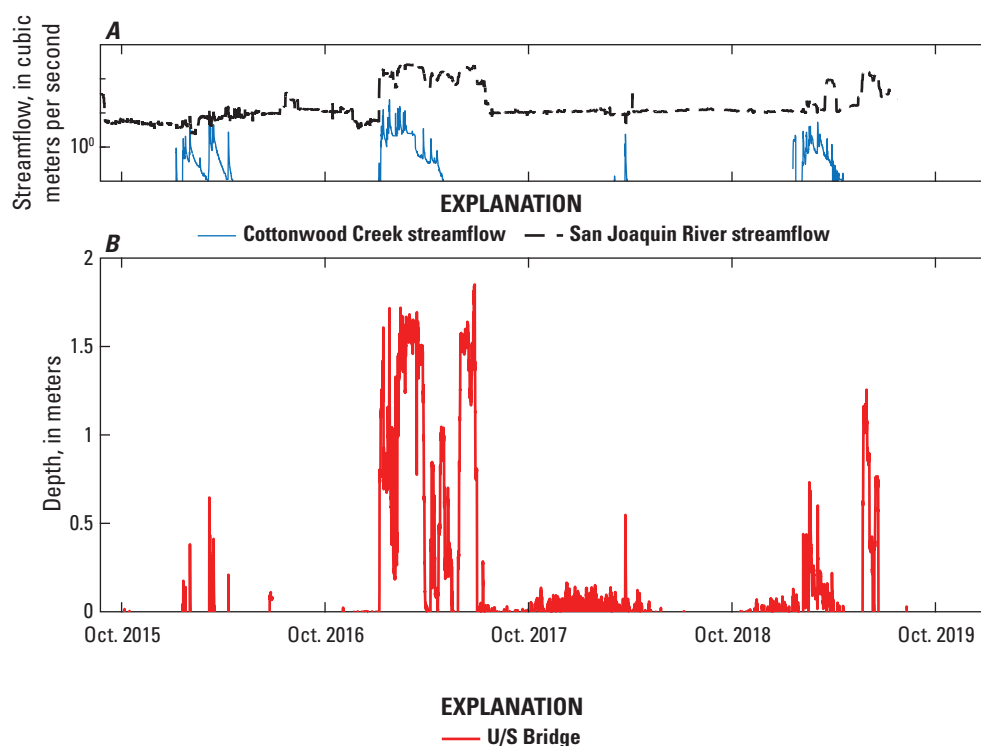 A
Streamflow, in cubic
meters per second
10⁰
EXPLANATION
Cottonwood Creek streamflow
San Joaquin River streamflow
B
Depth, in meters
2
1.5
1
0.5
0
Oct. 2015
Oct. 2016
Oct. 2017
Oct. 2018
Oct. 2019
EXPLANATION
U/S Bridge